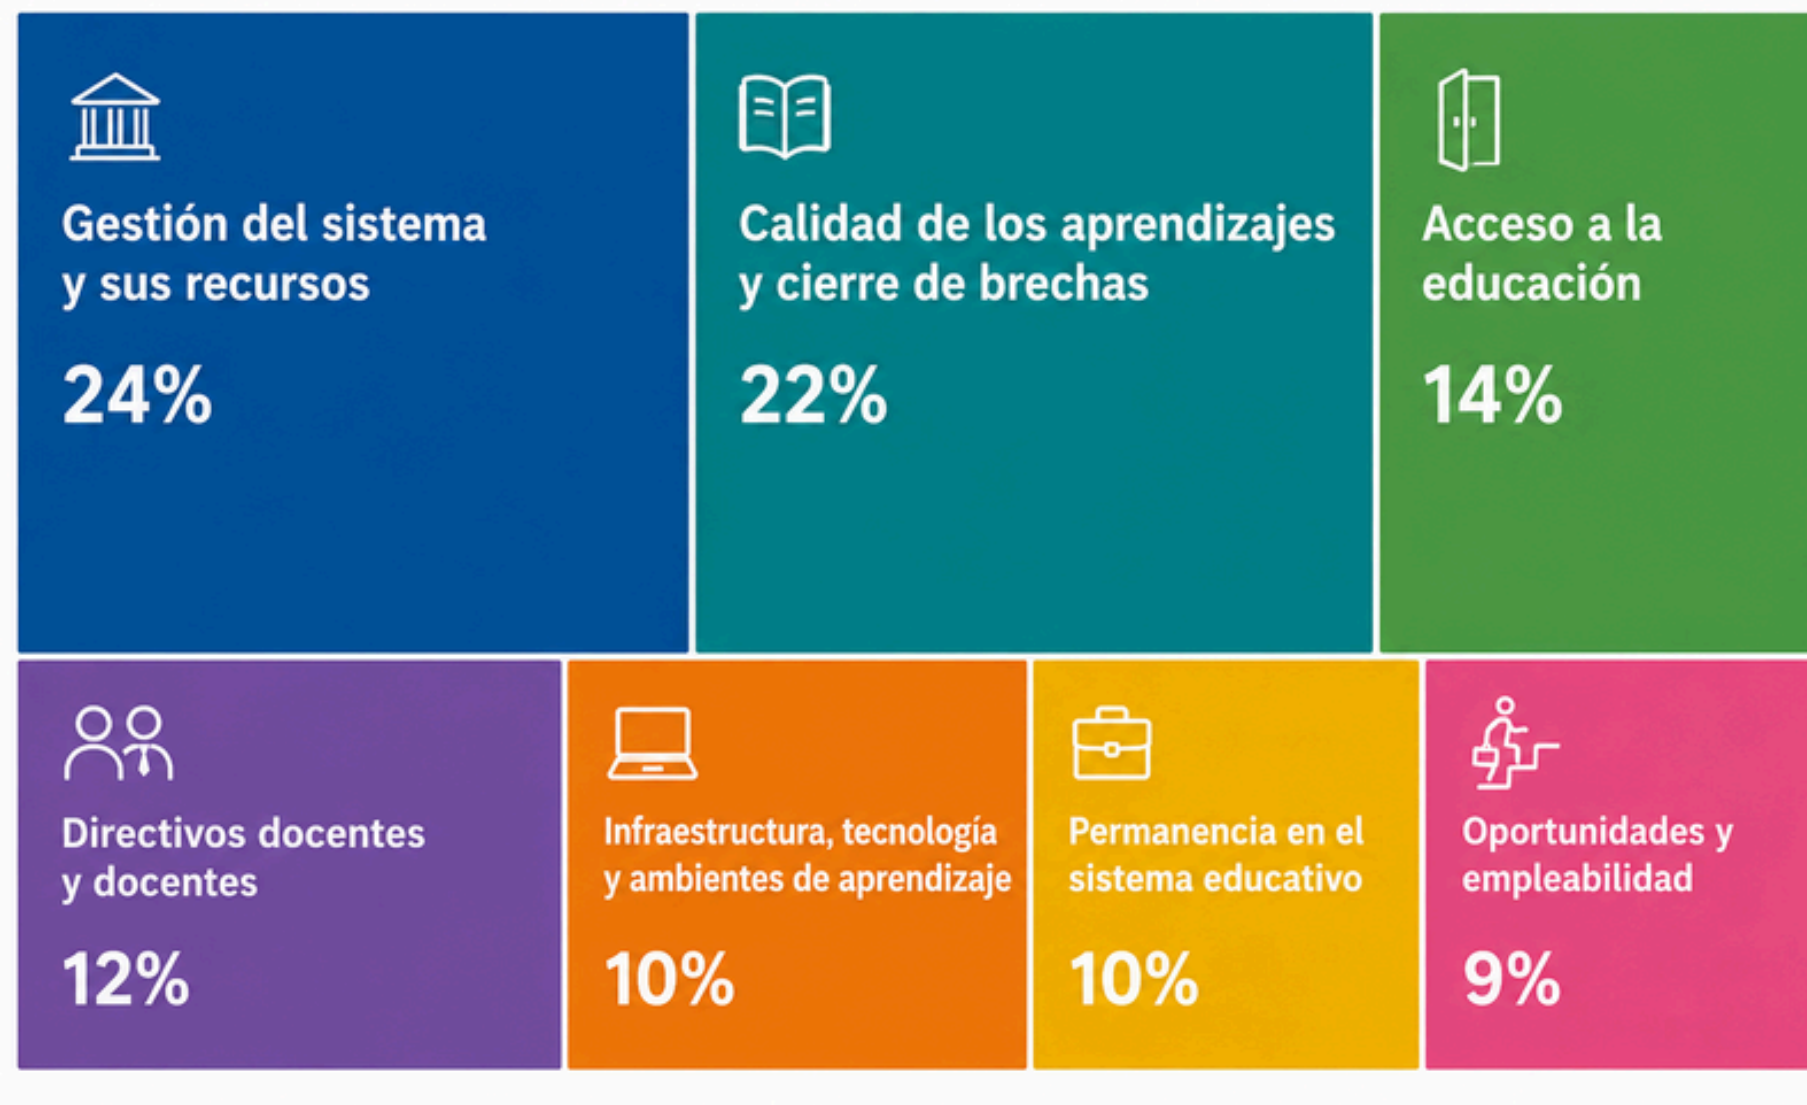 Gestión del sistema
y sus recursos
24%
Calidad de los aprendizajes
y cierre de brechas
22%
Acceso a la
educación
14%
Directivos docentes
y docentes
12%
Infraestructura, tecnología
y ambientes de aprendizaje
10%
Permanencia en el
sistema educativo
10%
Oportunidades y
empleabilidad
9%